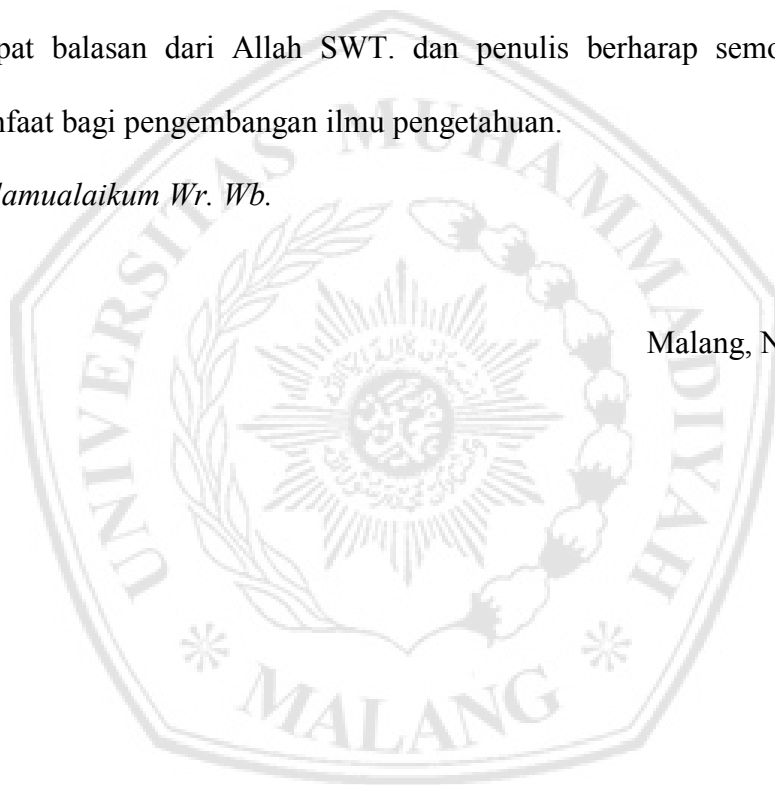 pat balasan dari Allah SWT. dan penulis berharap semo
nfaat bagi pengembangan ilmu pengetahuan.
lamualaikum Wr. Wb.
Malang, N
UNIVERSITAS MUHAMMADIYAH
MALANG